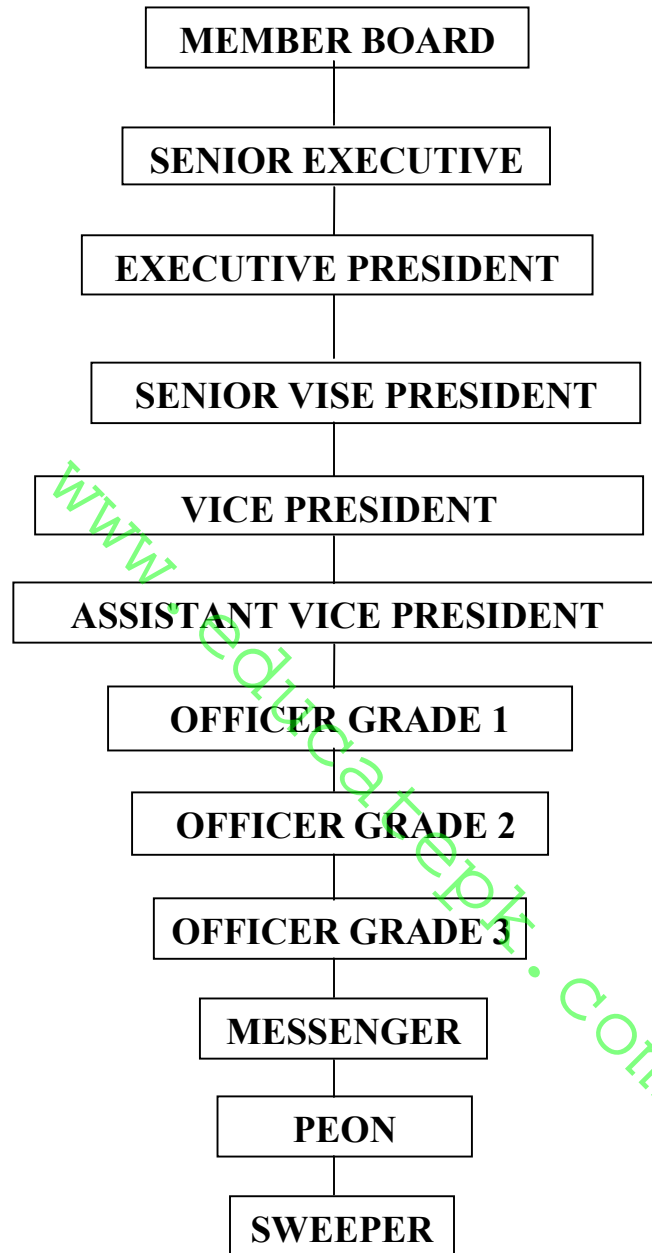 MEMBER BOARD
SENIOR EXECUTIVE
EXECUTIVE PRESIDENT
SENIOR VISE PRESIDENT
VICE PRESIDENT
ASSISTANT VICE PRESIDENT
OFFICER GRADE 1
OFFICER GRADE 2
OFFICER GRADE 3
MESSENGER
PEON
SWEEPER
www.educatepk.com